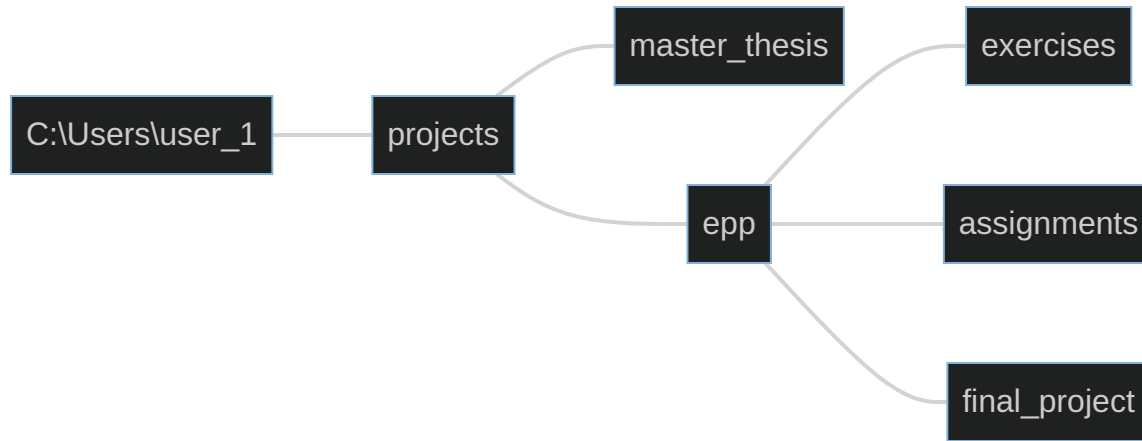 C:\Users\user_1
projects
master_thesis
epp
exercises
assignments
final_project